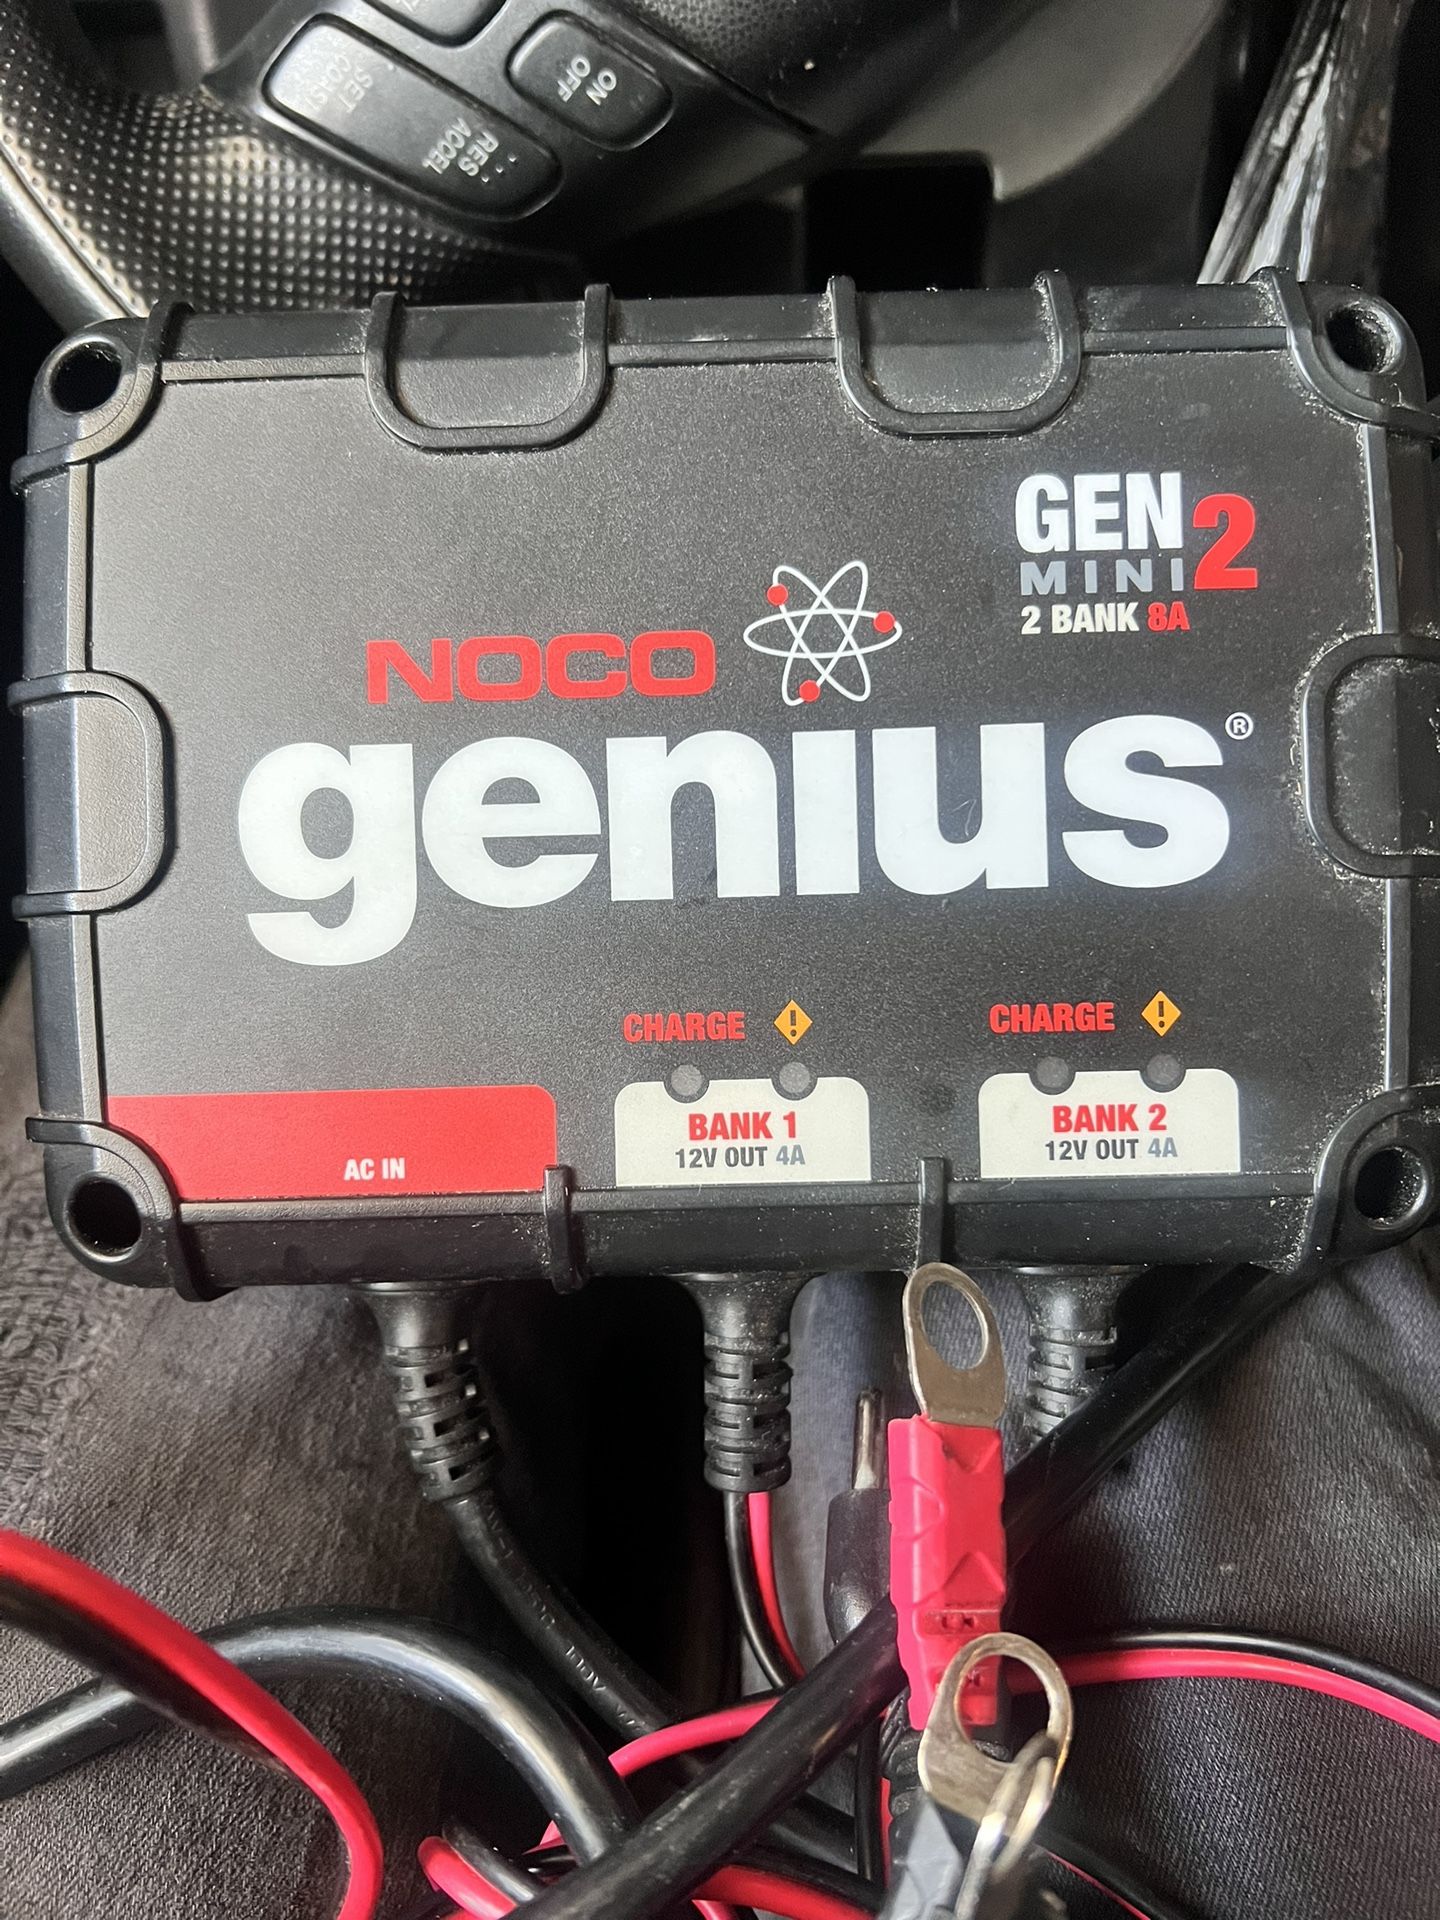 SET
COAST
RES
ACCEL
ON
OFF
GEN
MINI 2
2 BANK 8A
NOCO
genius®
CHARGE !
CHARGE !
AC IN
BANK 1
12V OUT 4A
BANK 2
12V OUT 4A